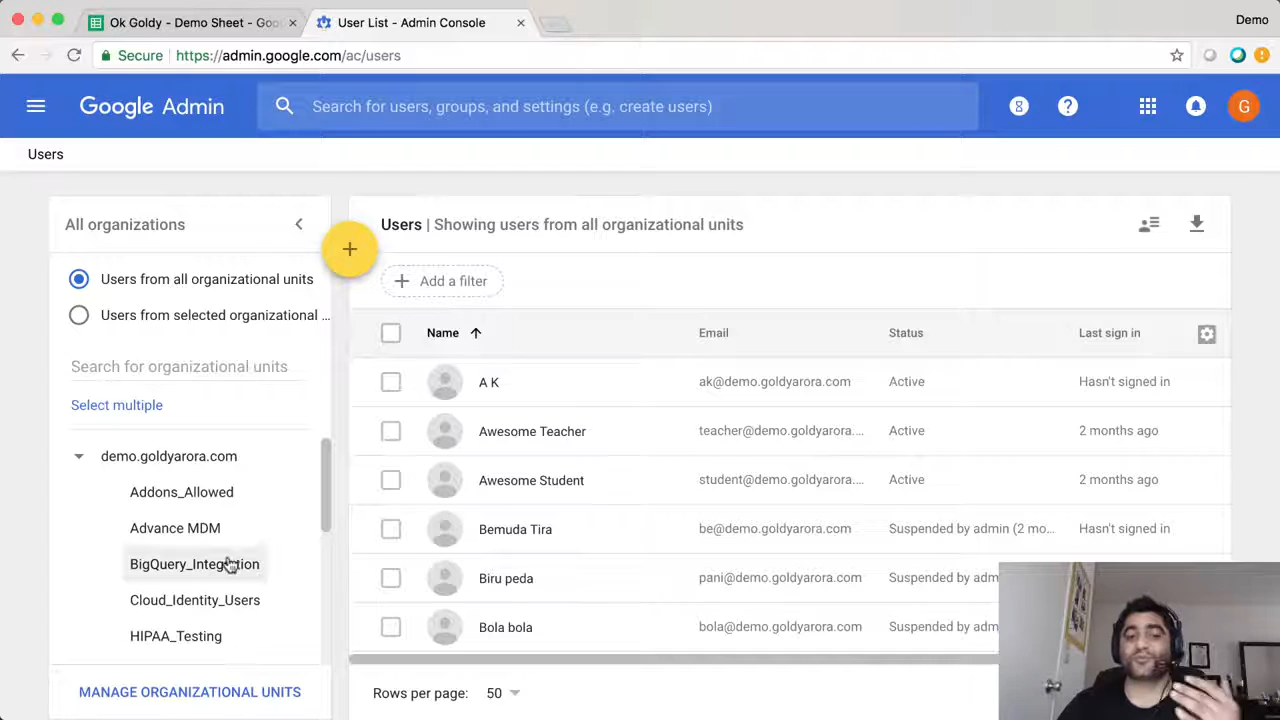 Ok Goldy - Demo Sheet - Goo
User List - Admin Console
Demo
Secure
https://admin.google.com/ac/users
Google Admin
Search for users, groups, and settings (e.g. create users)
G
Users
All organizations
Users from all organizational units
Users from selected organizational ...
Search for organizational units
Select multiple
demo.goldyarora.com
Addons_Allowed
Advance MDM
BigQuery_Integration
Cloud_Identity_Users
HIPAA_Testing
MANAGE ORGANIZATIONAL UNITS
Users | Showing users from all organizational units
Add a filter
Name Email Status Last sign in
A K ak@demo.goldyarora.com Active Hasn't signed in
Awesome Teacher teacher@demo.goldyarora.... Active 2 months ago
Awesome Student student@demo.goldyarora.... Active 2 months ago
Bemuda Tira be@demo.goldyarora.com Suspended by admin (2 mo... Hasn't signed in
Biru peda pani@demo.goldyarora.com Suspended by adm
Bola bola bola@demo.goldyarora.com Suspended by adm
Rows per page: 50